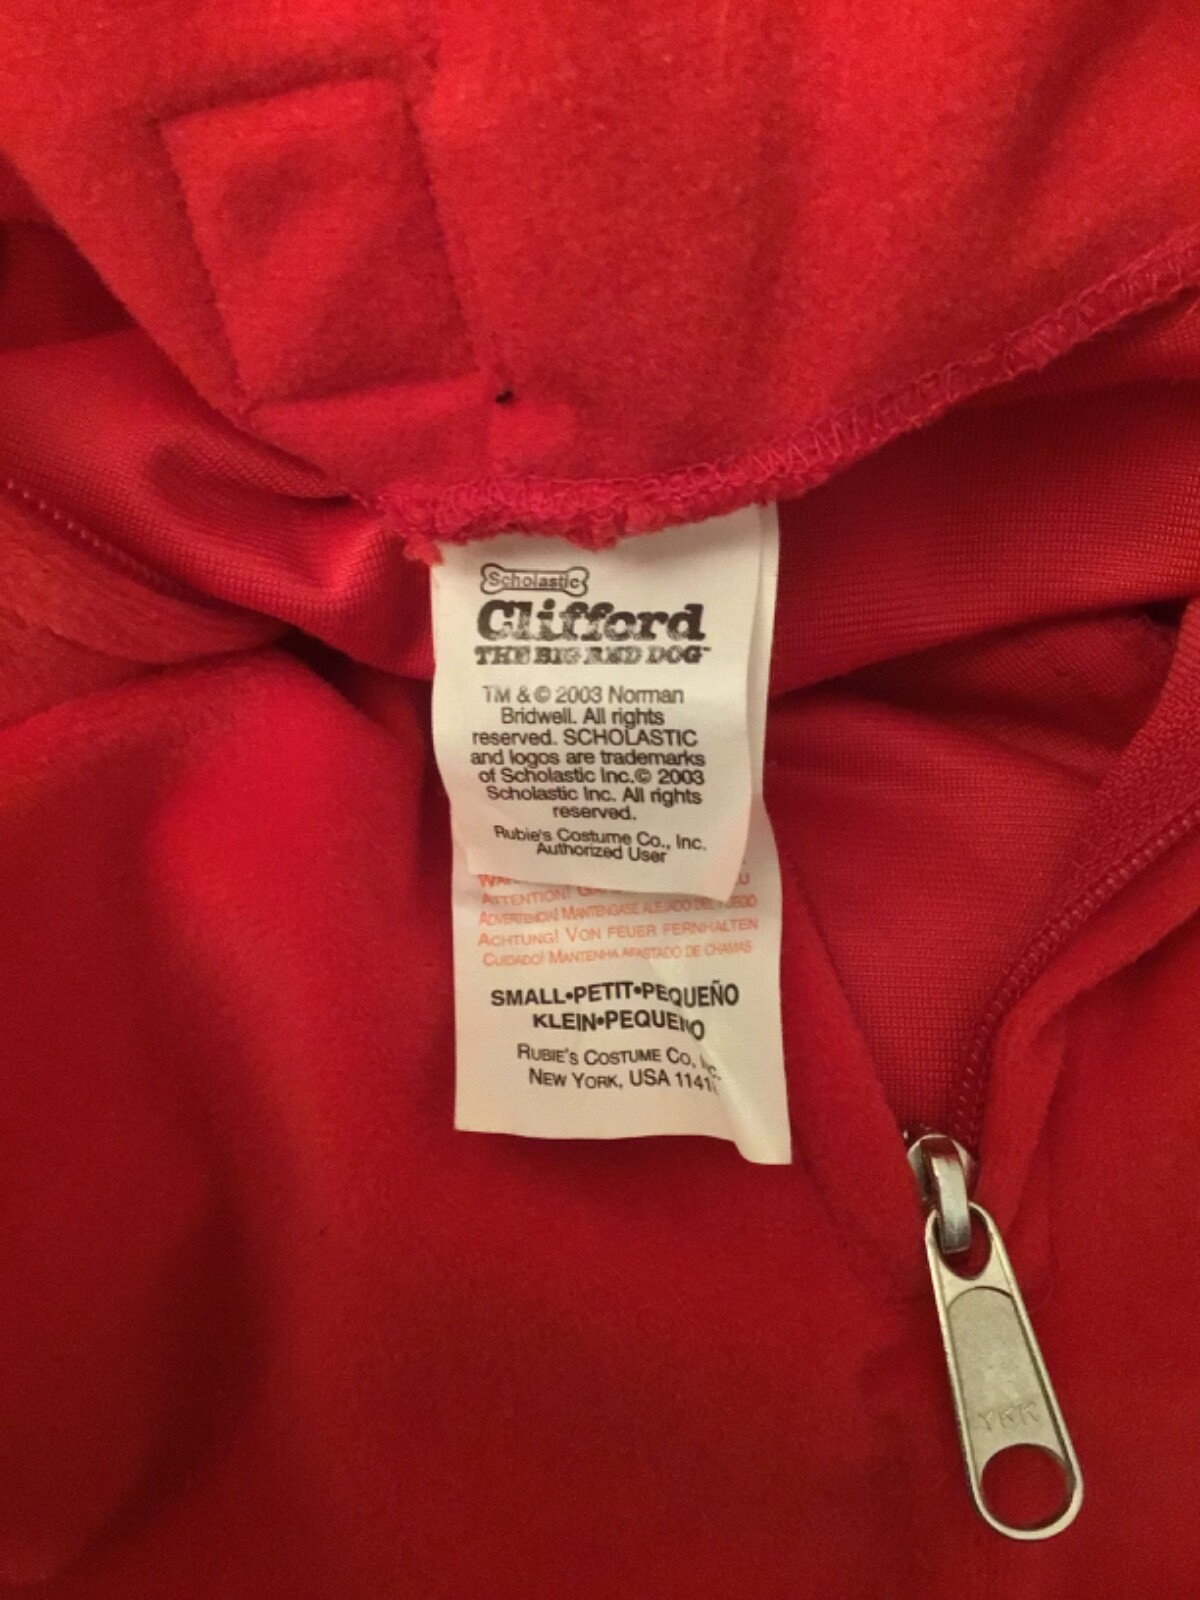 Scholastic
Clifford
THE BIG RED DOG™
TM & © 2003 Norman
Bridwell. All rights
reserved. SCHOLASTIC
and logos are trademarks
of Scholastic Inc.© 2003
Scholastic Inc. All rights
reserved.
Rubie's Costume Co., Inc.
Authorized User
ATTENTION!
ADVERTENCIA! MANTENGASE ALEJADO DEL FUEGO
ACHTUNG! VON FEUER FERNHALTEN
CUIDADO! MANTENHA AFASTADO DE CHAMAS
SMALL•PETIT•PEQUEÑO
KLEIN•PEQUENO
RUBIE'S COSTUME CO, INC.
NEW YORK, USA
YKK